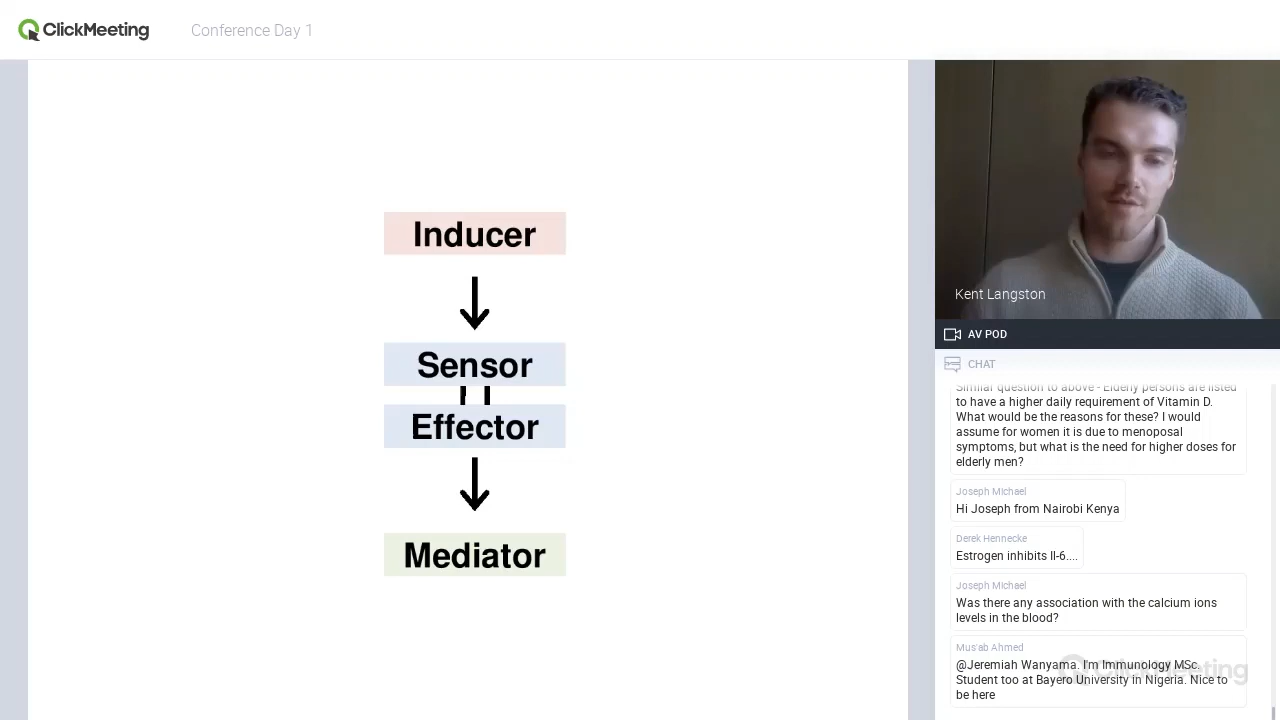 ClickMeeting
Conference Day 1
Inducer
Sensor
Effector
Mediator
Kent Langston
AV POD
CHAT
Similar question to above - Elderly persons are listed
to have a higher daily requirement of Vitamin D.
What would be the reasons for these? I would
assume for women it is due to menoposal
symptoms, but what is the need for higher doses for
elderly men?
Joseph Michael
Hi Joseph from Nairobi Kenya
Derek Hennecke
Estrogen inhibits Il-6....
Joseph Michael
Was there any association with the calcium ions
levels in the blood?
Mus'ab Ahmed
@Jeremiah Wanyama. I'm Immunology MSc.
Student too at Bayero University in Nigeria. Nice to
be here
ClickMeeting